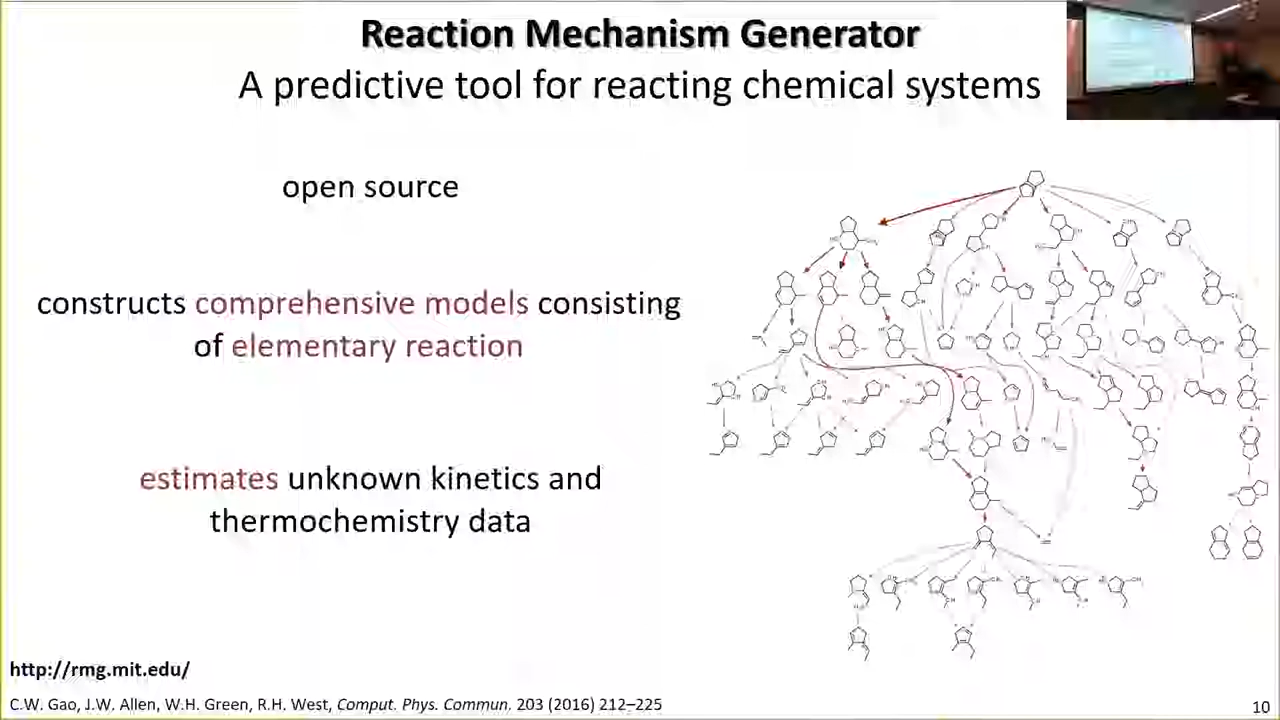 Reaction Mechanism Generator
A predictive tool for reacting chemical systems
open source
constructs comprehensive models consisting
of elementary reaction
estimates unknown kinetics and
thermochemistry data
http://rmg.mit.edu/
C.W. Gao, J.W. Allen, W.H. Green, R.H. West, Comput. Phys. Commun. 203 (2016) 212–225
10